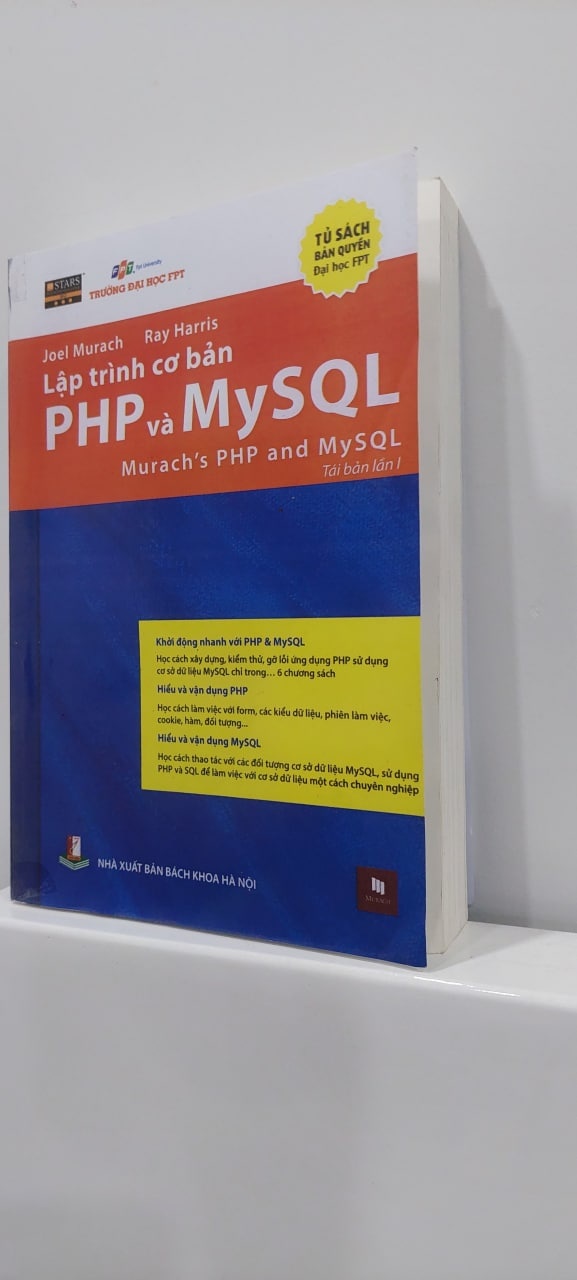 TỦ SÁCH
BẢN QUYỀN
Đại học FPT
STARS
FPT. Fpt University
TRƯỜNG ĐẠI HỌC FPT
Joel Murach Ray Harris
Lập trình cơ bản
PHP và MySQL
Murach's PHP and MySQL
Tái bản lần I
Khởi động nhanh với PHP & MySQL
Học cách xây dựng, kiểm thử, gỡ lỗi ứng dụng PHP sử dụng
cơ sở dữ liệu MySQL chỉ trong... 6 chương sách
Hiểu và vận dụng PHP
Học cách làm việc với form, các kiểu dữ liệu, phiên làm việc,
cookie, hàm, đối tượng...
Hiểu và vận dụng MySQL
Học cách thao tác với các đối tượng cơ sở dữ liệu MySQL, sử dụng
PHP và SQL để làm việc với cơ sở dữ liệu một cách chuyên nghiệp
NHÀ XUẤT BẢN BÁCH KHOA HÀ NỘI
MURACH